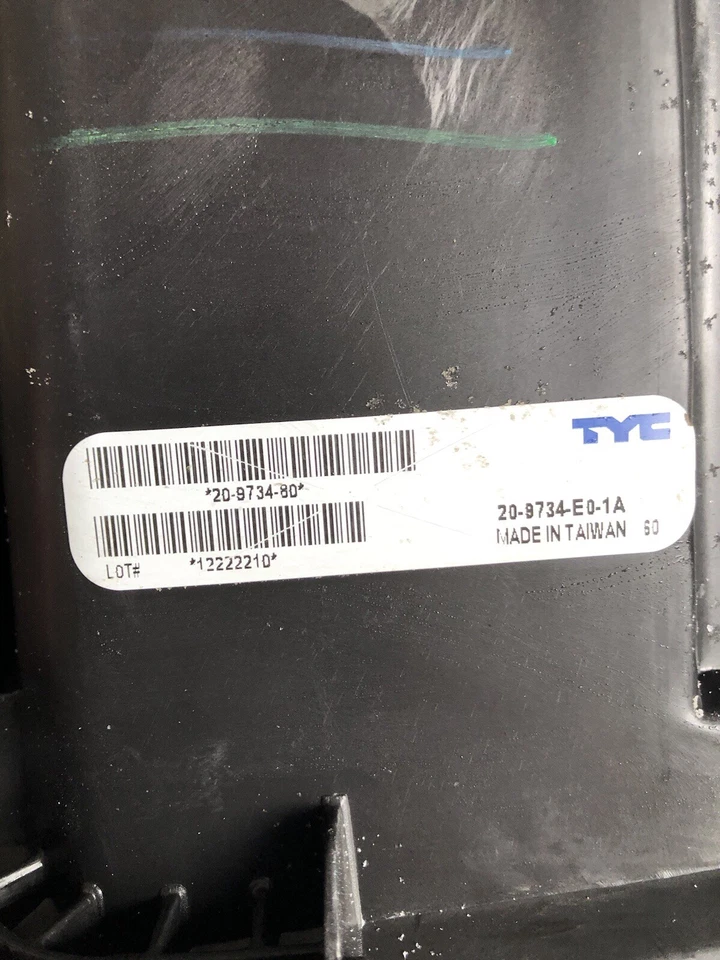 TYC
*20-9734-80*
20-9734-E0-1A
MADE IN TAIWAN 60
LOT# *12222210*